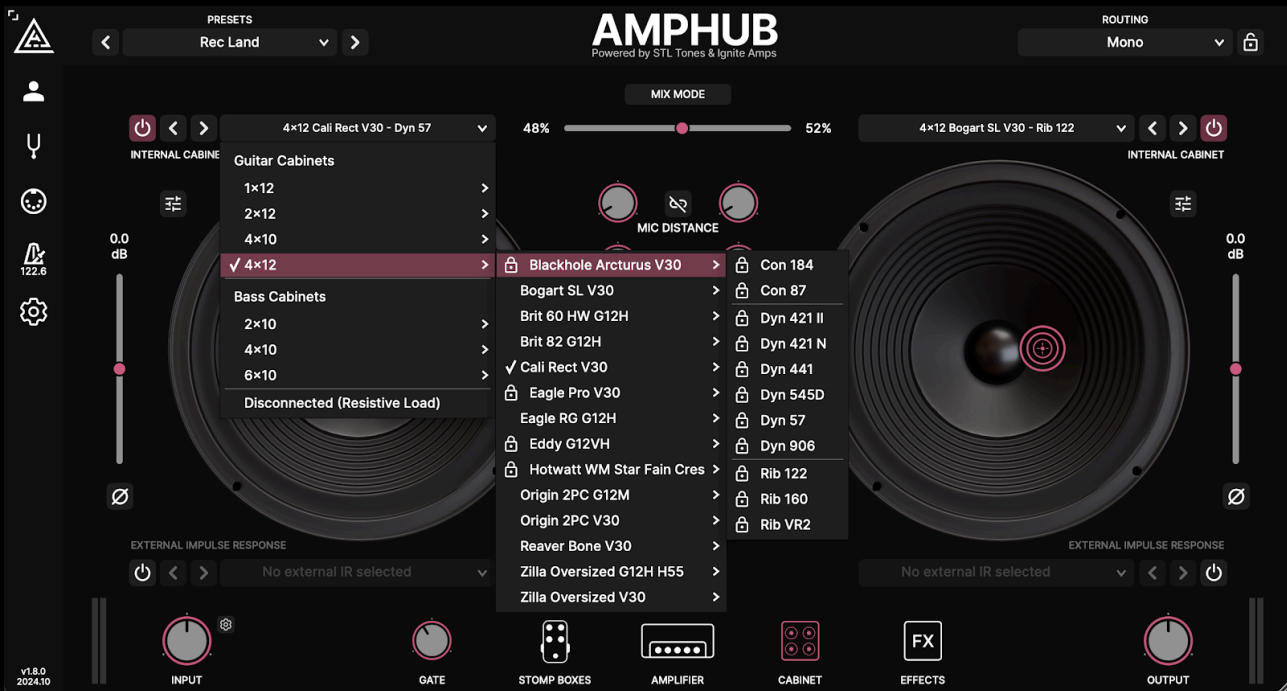 PRESETS
Rec Land
AMPHUB
Powered by STL Tones & Ignite Amps
ROUTING
Mono
MIX MODE
4×12 Cali Rect V30 - Dyn 57
48%
52%
4×12 Bogart SL V30 - Rib 122
INTERNAL CABINE
INTERNAL CABINET
Guitar Cabinets
1×12
2×12
4×10
4×12
Bass Cabinets
2×10
4×10
6×10
Disconnected (Resistive Load)
MIC DISTANCE
Blackhole Arcturus V30
Bogart SL V30
Brit 60 HW G12H
Brit 82 G12H
Cali Rect V30
Eagle Pro V30
Eagle RG G12H
Eddy G12VH
Hotwatt WM Star Fain Cres
Origin 2PC G12M
Origin 2PC V30
Reaver Bone V30
Zilla Oversized G12H H55
Zilla Oversized V30
Con 184
Con 87
Dyn 421 II
Dyn 421 N
Dyn 441
Dyn 545D
Dyn 57
Dyn 906
Rib 122
Rib 160
Rib VR2
0.0
dB
0.0
dB
122.6
EXTERNAL IMPULSE RESPONSE
No external IR selected
EXTERNAL IMPULSE RESPONSE
No external IR selected
FX
v1.8.0
2024.10
INPUT
GATE
STOMP BOXES
AMPLIFIER
CABINET
EFFECTS
OUTPUT